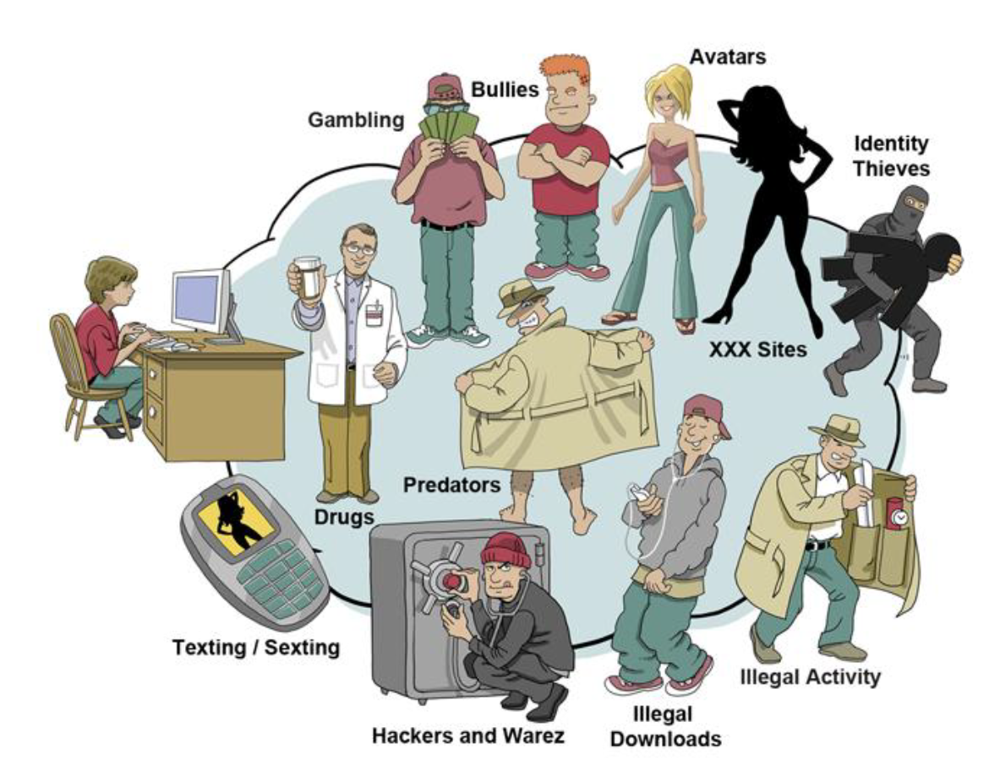 Avatars
Bullies
Gambling
Identity
Thieves
XXX Sites
Predators
Drugs
Texting / Sexting
Illegal Activity
Illegal
Downloads
Hackers and Warez